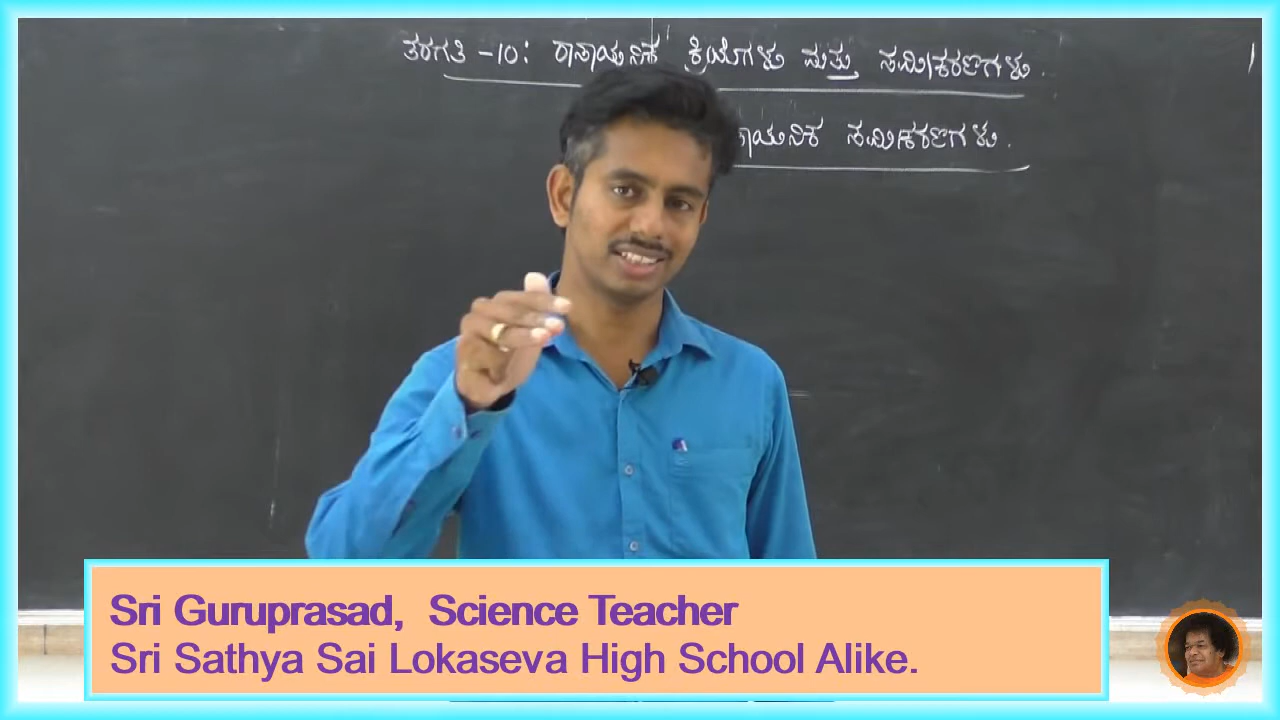 ತರಗತಿ -10: ರಾಸಾಯನಿಕ ಕ್ರಿಯೆಗಳು ಮತ್ತು ಸಮೀಕರಣಗಳು.
ಸಮೀಕರಣಗಳು.
Sri Guruprasad, Science Teacher
Sri Sathya Sai Lokaseva High School Alike.